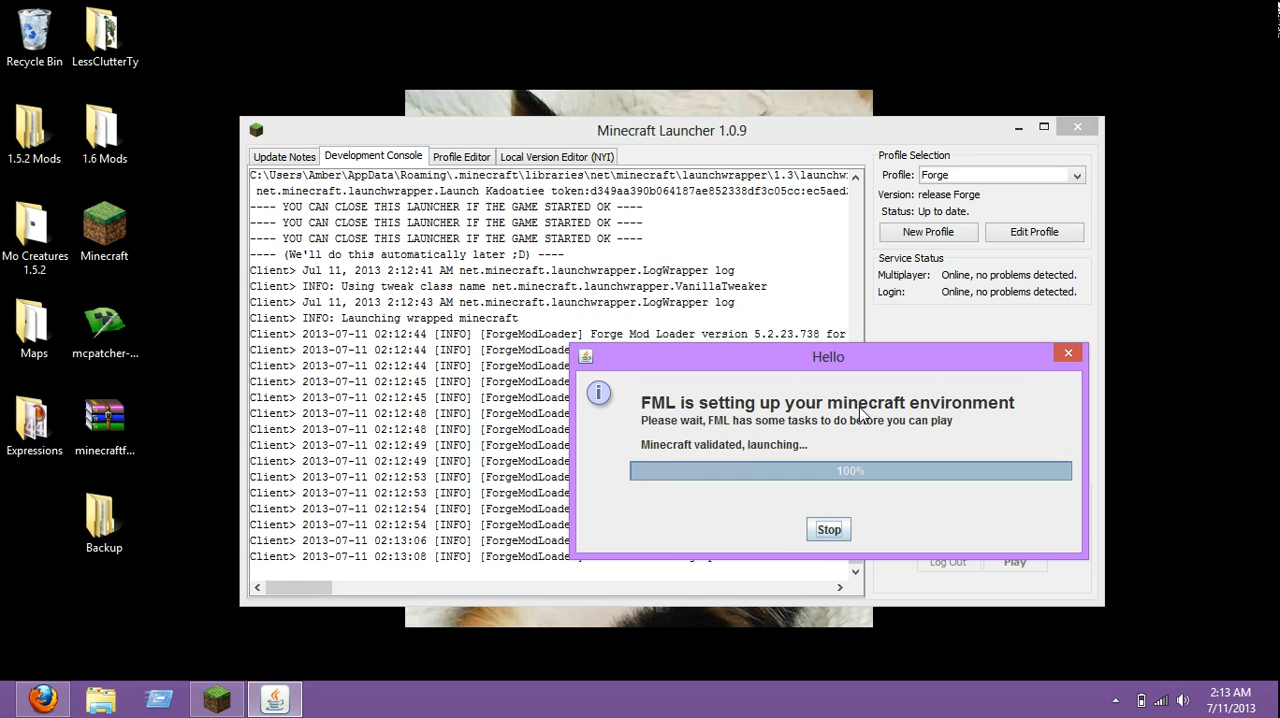 Recycle Bin
LessClutterTy
1.5.2 Mods
1.6 Mods
Mo Creatures
1.5.2
Minecraft
Maps
mcpatcher-...
Expressions
minecraftf...
Backup
Minecraft Launcher 1.0.9
Update Notes
Development Console
Profile Editor
Local Version Editor (NYI)
C:\Users\Amber\AppData\Roaming\.minecraft\libraries\net\minecraft\launchwrapper\1.3\launchw
net.minecraft.launchwrapper.Launch Kadoatiee token:d349aa390b064187ae852338df3c05cc:ec5aed
---- YOU CAN CLOSE THIS LAUNCHER IF THE GAME STARTED OK ----
---- YOU CAN CLOSE THIS LAUNCHER IF THE GAME STARTED OK ----
---- YOU CAN CLOSE THIS LAUNCHER IF THE GAME STARTED OK ----
---- (We'll do this automatically later ;D) ----
Client> Jul 11, 2013 2:12:41 AM net.minecraft.launchwrapper.LogWrapper log
Client> INFO: Using tweak class name net.minecraft.launchwrapper.VanillaTweaker
Client> Jul 11, 2013 2:12:43 AM net.minecraft.launchwrapper.LogWrapper log
Client> INFO: Launching wrapped minecraft
Client> 2013-07-11 02:12:44 [INFO] [ForgeModLoader] Forge Mod Loader version 5.2.23.738 for
Client> 2013-07-11 02:12:44 [INFO] [ForgeModLoade
Client> 2013-07-11 02:12:44 [INFO] [ForgeModLoade
Client> 2013-07-11 02:12:45 [INFO] [ForgeModLoade
Client> 2013-07-11 02:12:45 [INFO] [ForgeModLoade
Client> 2013-07-11 02:12:48 [INFO] [ForgeModLoade
Client> 2013-07-11 02:12:48 [INFO] [ForgeModLoade
Client> 2013-07-11 02:12:49 [INFO] [ForgeModLoade
Client> 2013-07-11 02:12:49 [INFO] [ForgeModLoade
Client> 2013-07-11 02:12:53 [INFO] [ForgeModLoade
Client> 2013-07-11 02:12:53 [INFO] [ForgeModLoade
Client> 2013-07-11 02:12:54 [INFO] [ForgeModLoade
Client> 2013-07-11 02:12:54 [INFO] [ForgeModLoade
Client> 2013-07-11 02:13:06 [INFO] [ForgeModLoade
Client> 2013-07-11 02:13:08 [INFO] [ForgeModLoade
Profile Selection
Profile: Forge
Version: release Forge
Status: Up to date.
New Profile
Edit Profile
Service Status
Multiplayer: Online, no problems detected.
Login: Online, no problems detected.
Hello
FML is setting up your minecraft environment
Please wait, FML has some tasks to do before you can play
Minecraft validated, launching...
100%
Stop
Log Out
Play
2:13 AM
7/11/2013